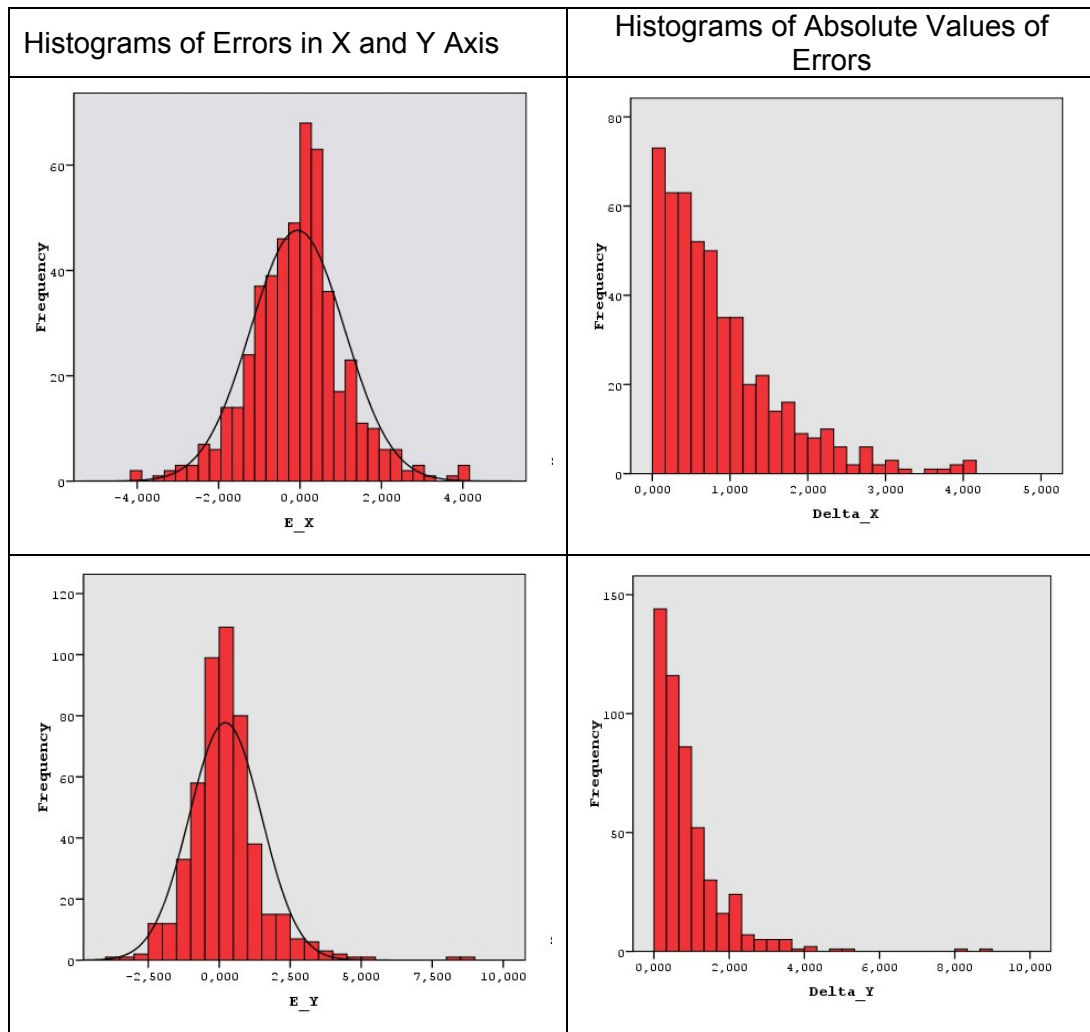 Histograms of Errors in X and Y Axis
Histograms of Absolute Values of
Errors
Frequency
60
40
20
0
-4,000 -2,000 0,000 2,000 4,000
E_X
Frequency
80
60
40
20
0
0,000 1,000 2,000 3,000 4,000 5,000
Delta_X
Frequency
120
100
80
60
40
20
0
-2,500 0,000 2,500 5,000 7,500 10,000
E_Y
Frequency
150
100
50
0
0,000 2,000 4,000 6,000 8,000 10,000
Delta_Y